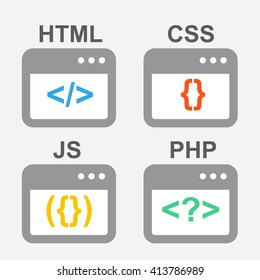 HTML CSS
</> {}
JS PHP
({}) <?>
shutterstock.com · 413786989